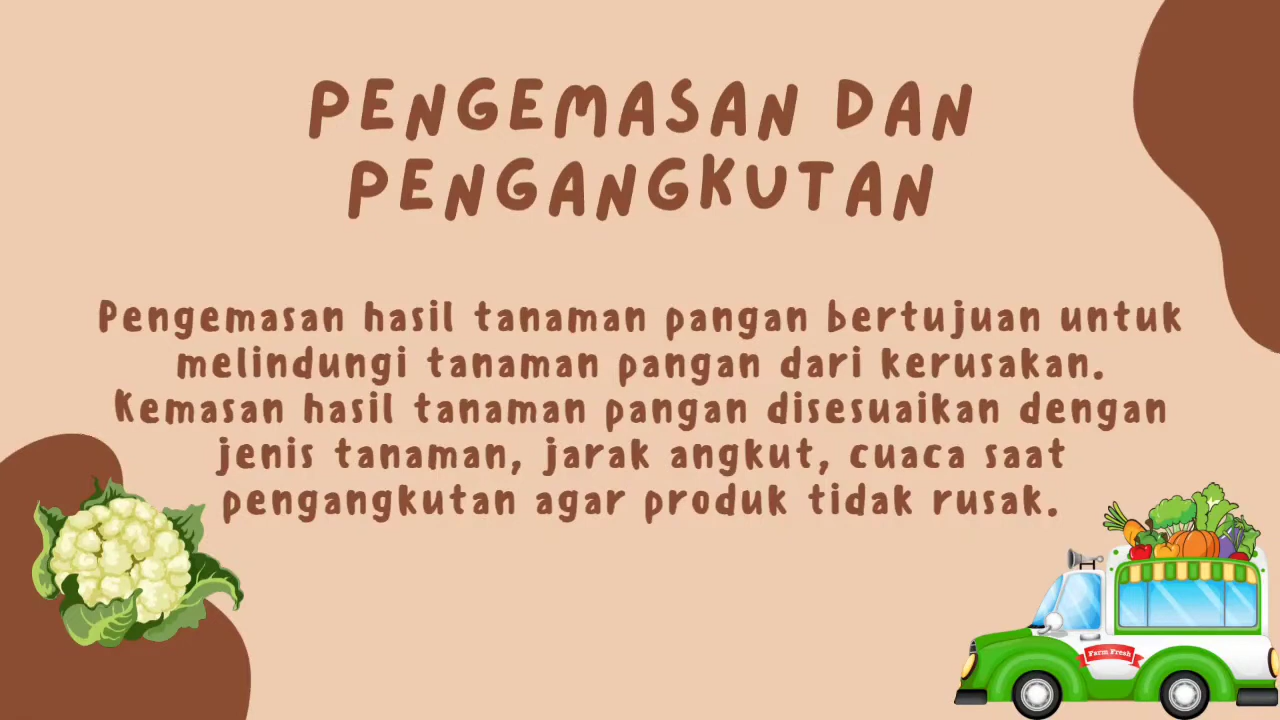 PENGEMASAN DAN
PENGANGKUTAN
Pengemasan hasil tanaman pangan bertujuan untuk
melindungi tanaman pangan dari kerusakan.
Kemasan hasil tanaman pangan disesuaikan dengan
jenis tanaman, jarak angkut, cuaca saat
pengangkutan agar produk tidak rusak.
Farm Fresh